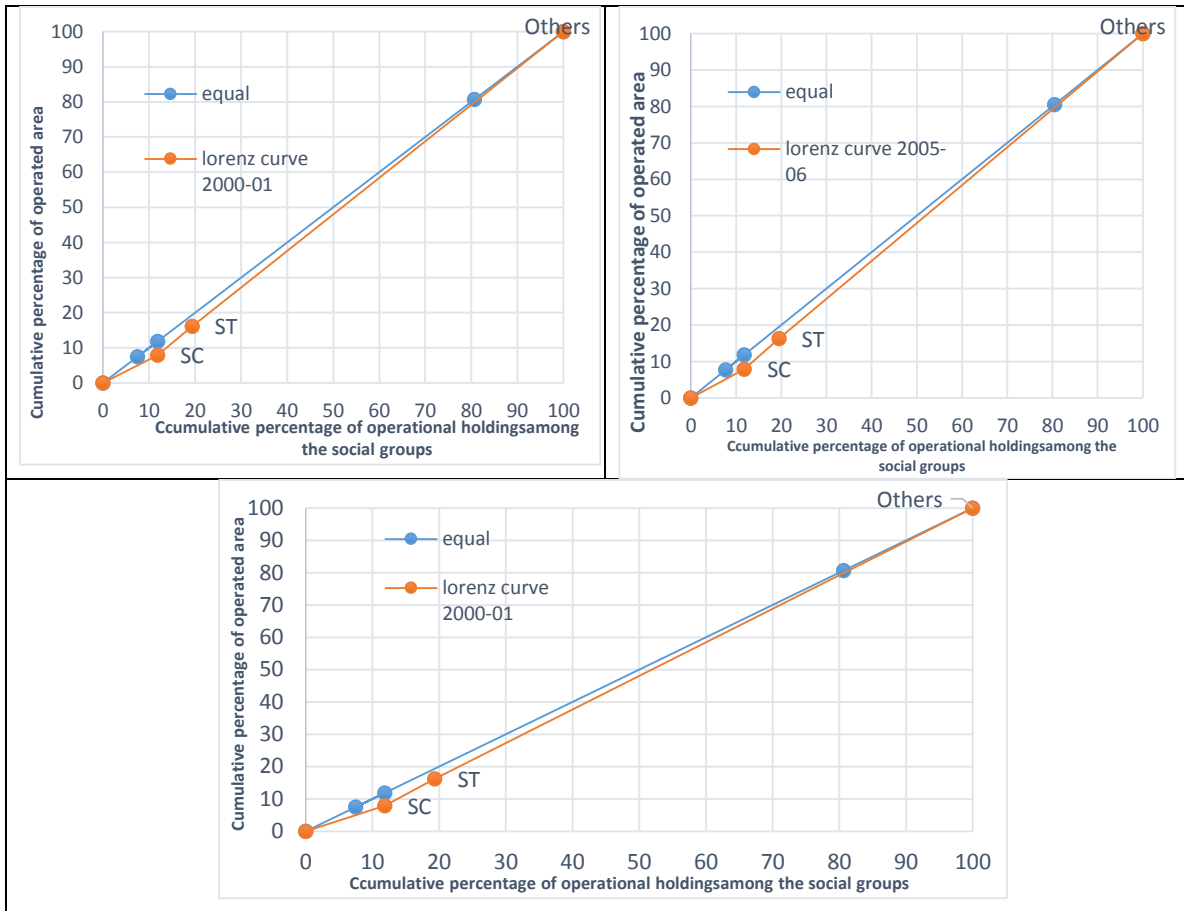 Others
100
90
80
70
60
50
40
30
20
10
0
equal
lorenz curve
2000-01
ST
SC
0 10 20 30 40 50 60 70 80 90 100
Cumulative percentage of operated area
Ccumulative percentage of operational holdingsamong
the social groups
Others
100
90
80
70
60
50
40
30
20
10
0
equal
lorenz curve 2005-
06
ST
SC
0 10 20 30 40 50 60 70 80 90 100
Cumulative percentage of operated area
Ccumulative percentage of operational holdingsamong the
social groups
Others
100
90
80
70
60
50
40
30
20
10
0
equal
lorenz curve
2000-01
ST
SC
0 10 20 30 40 50 60 70 80 90 100
Cumulative percentage of operated area
Ccumulative percentage of operational holdingsamong the social groups